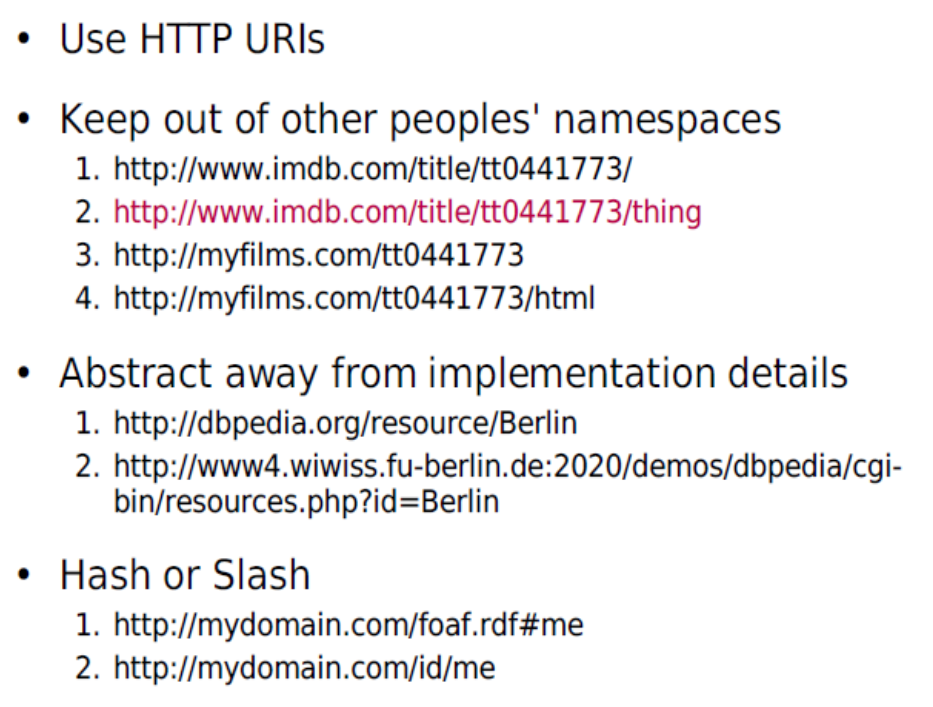 • Use HTTP URIs
• Keep out of other peoples' namespaces
1. http://www.imdb.com/title/tt0441773/
2. http://www.imdb.com/title/tt0441773/thing
3. http://myfilms.com/tt0441773
4. http://myfilms.com/tt0441773/html
• Abstract away from implementation details
1. http://dbpedia.org/resource/Berlin
2. http://www4.wiwiss.fu-berlin.de:2020/demos/dbpedia/cgi-
bin/resources.php?id=Berlin
• Hash or Slash
1. http://mydomain.com/foaf.rdf#me
2. http://mydomain.com/id/me